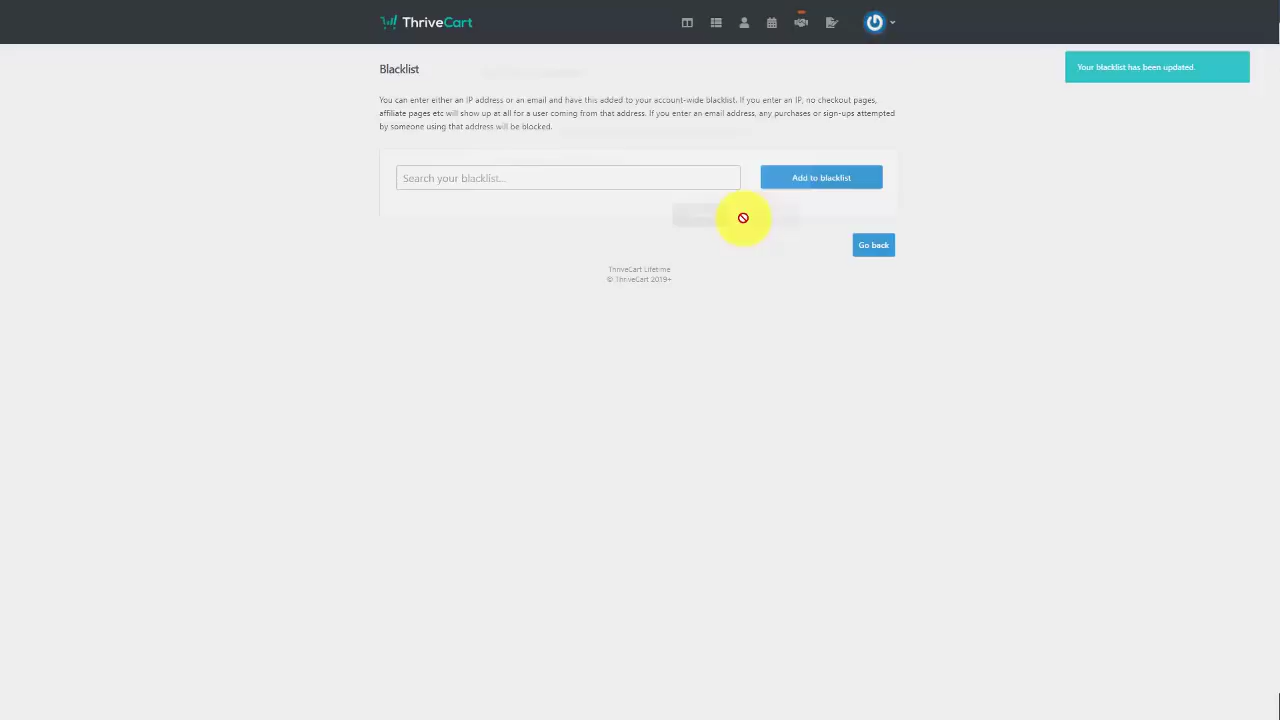 ThriveCart
Your blacklist has been updated.
Blacklist
You can enter either an IP address or an email and have this added to your account-wide blacklist. If you enter an IP, no checkout pages,
affiliate pages etc will show up at all for a user coming from that address. If you enter an email address, any purchases or sign-ups attempted
by someone using that address will be blocked.
Search your blacklist...
Add to blacklist
Go back
ThriveCart Lifetime
© ThriveCart 2019+